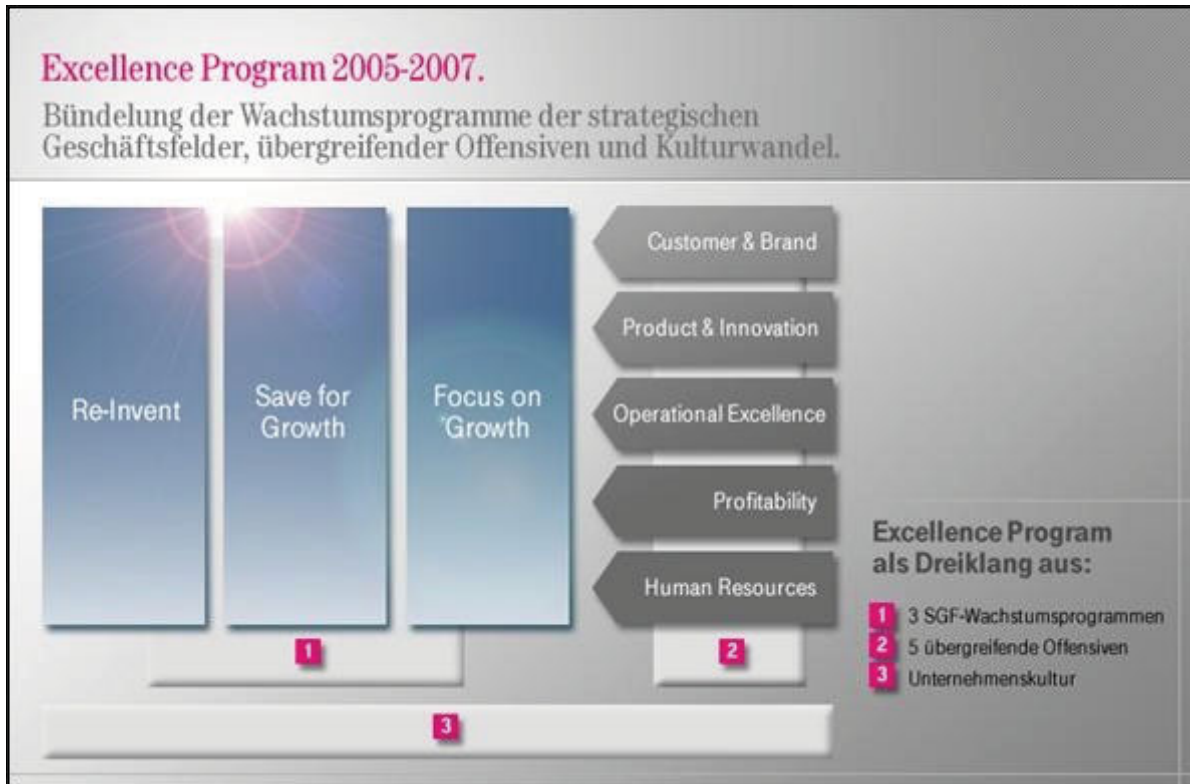 Excellence Program 2005-2007.
Bündelung der Wachstumsprogramme der strategischen
Geschäftsfelder, übergreifender Offensiven und Kulturwandel.
Re-Invent
Save for
Growth
Focus on
'Growth
Customer & Brand
Product & Innovation
Operational Excellence
Profitability
Human Resources
1
2
3
Excellence Program
als Dreiklang aus:
1 3 SGF-Wachstumsprogrammen
2 5 übergreifende Offensiven
3 Unternehmenskultur